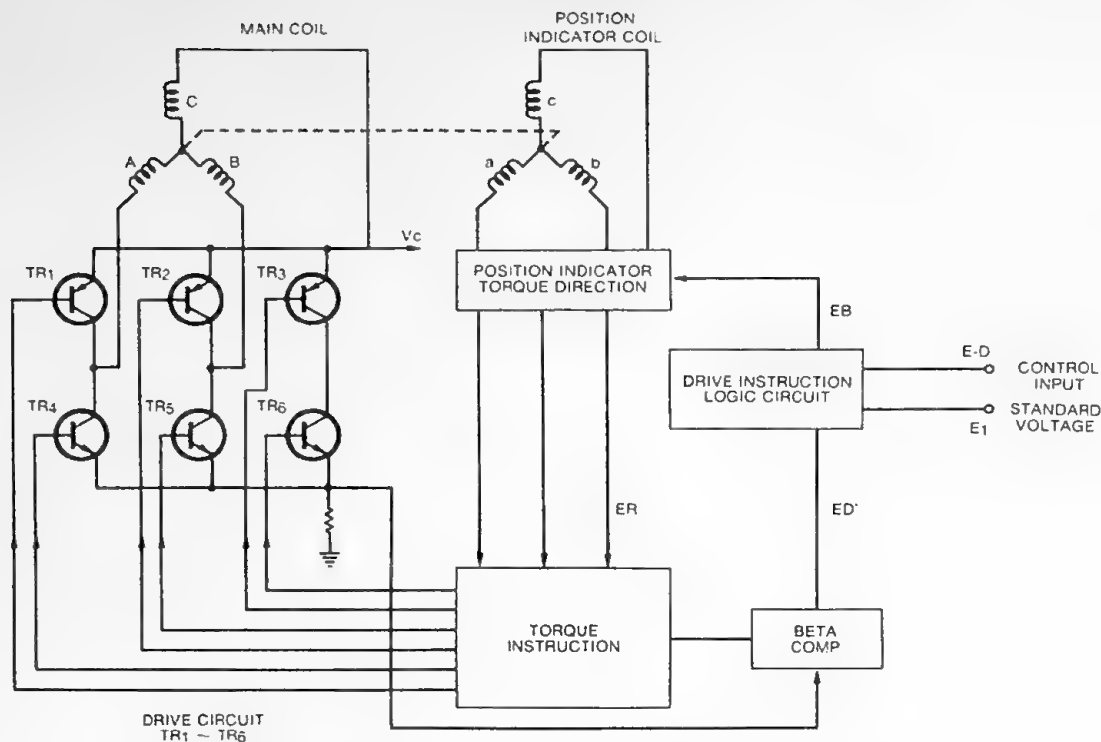 MAIN COIL
POSITION
INDICATOR COIL
C
A
B
c
a
b
Vc
TR1
TR2
TR3
POSITION INDICATOR
TORQUE DIRECTION
EB
E-D
CONTROL
INPUT
DRIVE INSTRUCTION
LOGIC CIRCUIT
STANDARD
VOLTAGE
E1
TR4
TR5
TR6
ER
ED'
TORQUE
INSTRUCTION
BETA
COMP
DRIVE CIRCUIT
TR1 ~ TR6